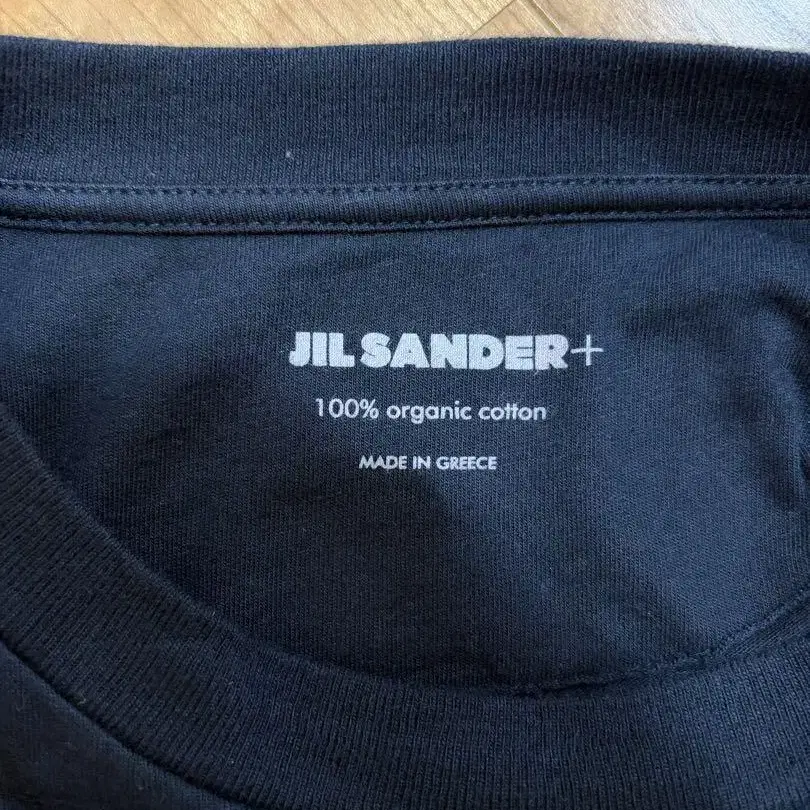 JIL SANDER+
100% organic cotton
MADE IN GREECE